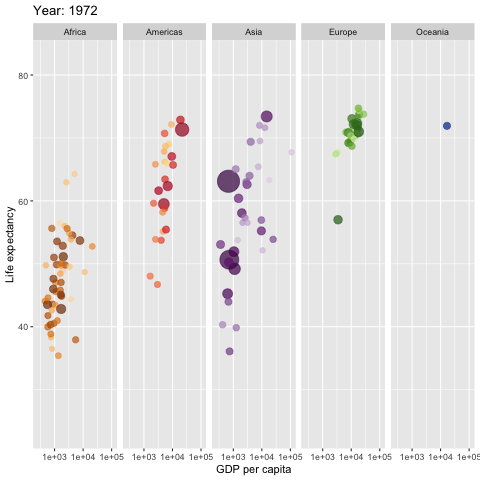 Year: 1972
Africa Americas Asia Europe Oceania
80
60
40
Life expectancy
1e+03 1e+04 1e+05 1e+03 1e+04 1e+05 1e+03 1e+04 1e+05 1e+03 1e+04 1e+05 1e+03 1e+04 1e+05
GDP per capita